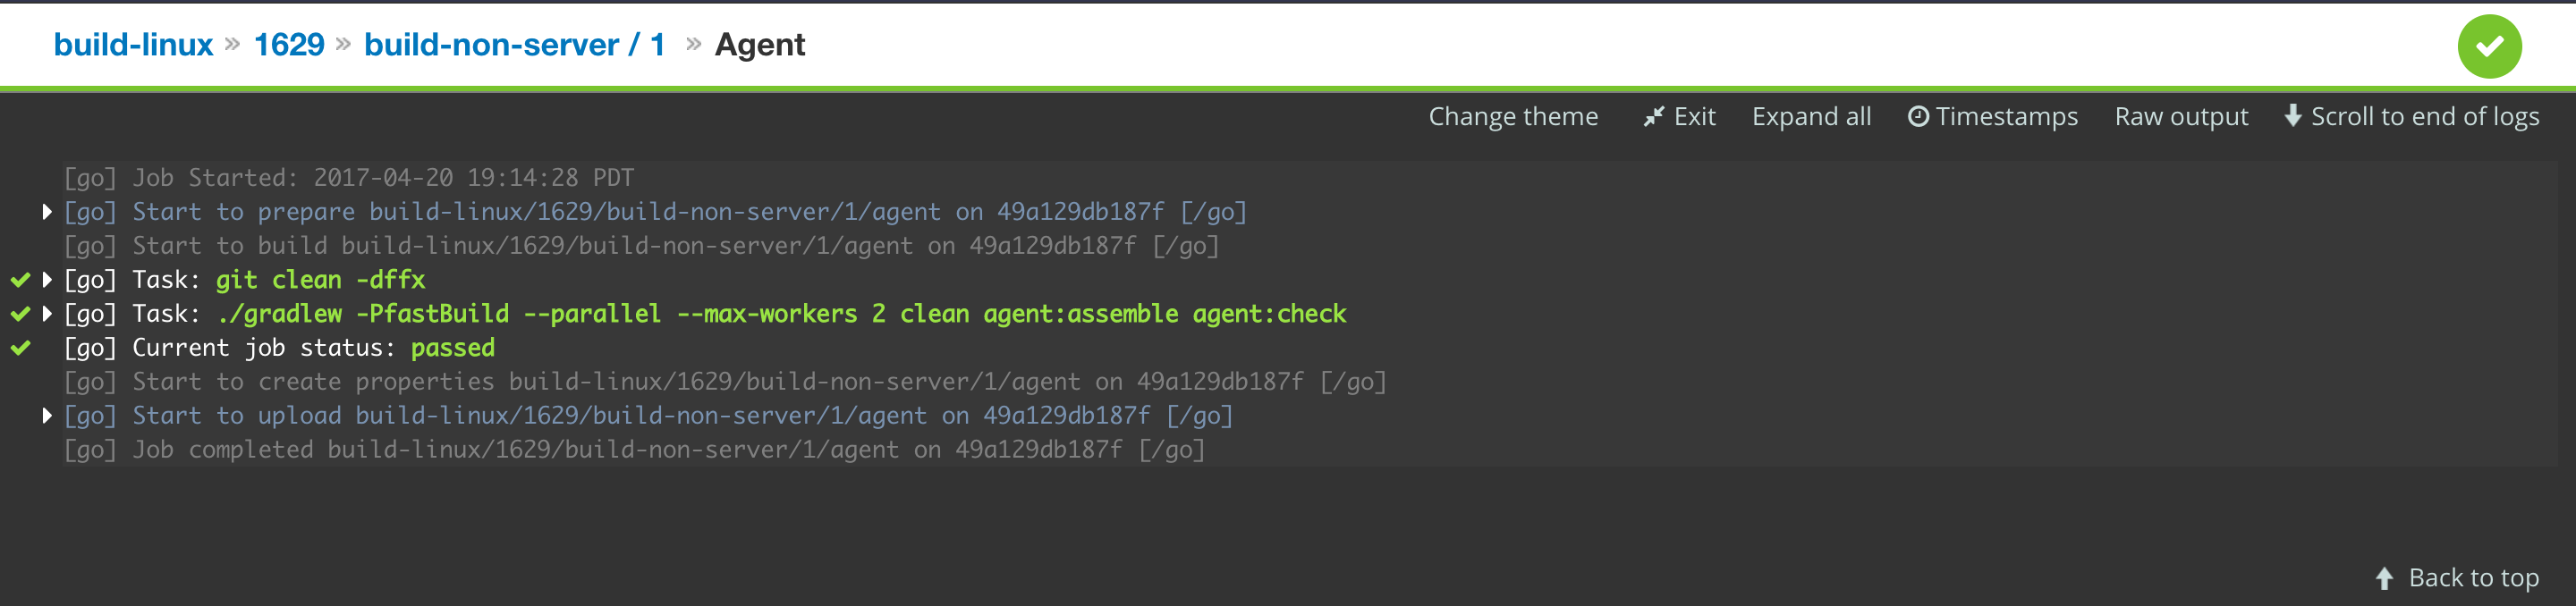 build-linux » 1629 » build-non-server / 1 » Agent
Change theme Exit Expand all Timestamps Raw output Scroll to end of logs
[go] Job Started: 2017-04-20 19:14:28 PDT
[go] Start to prepare build-linux/1629/build-non-server/1/agent on 49a129db187f [/go]
[go] Start to build build-linux/1629/build-non-server/1/agent on 49a129db187f [/go]
[go] Task: git clean -dffx
[go] Task: ./gradlew -PfastBuild --parallel --max-workers 2 clean agent:assemble agent:check
[go] Current job status: passed
[go] Start to create properties build-linux/1629/build-non-server/1/agent on 49a129db187f [/go]
[go] Start to upload build-linux/1629/build-non-server/1/agent on 49a129db187f [/go]
[go] Job completed build-linux/1629/build-non-server/1/agent on 49a129db187f [/go]
Back to top